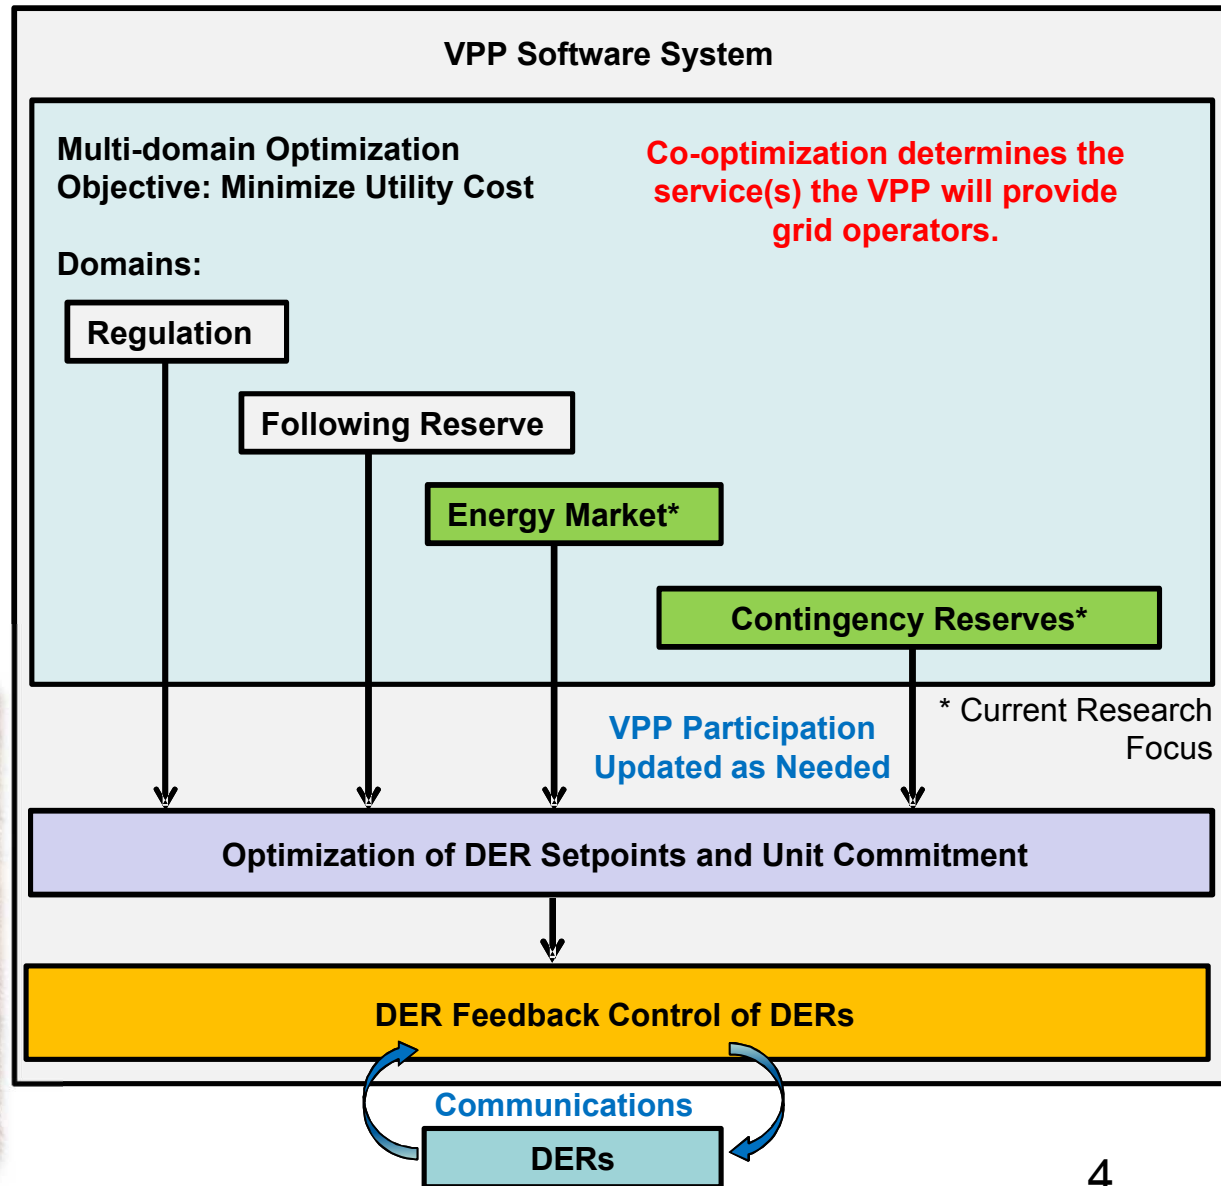 VPP Software System
Multi-domain Optimization
Objective: Minimize Utility Cost
Co-optimization determines the
service(s) the VPP will provide
grid operators.
Domains:
Regulation
Following Reserve
Energy Market*
Contingency Reserves*
* Current Research
Focus
VPP Participation
Updated as Needed
Optimization of DER Setpoints and Unit Commitment
DER Feedback Control of DERs
Communications
DERs
4